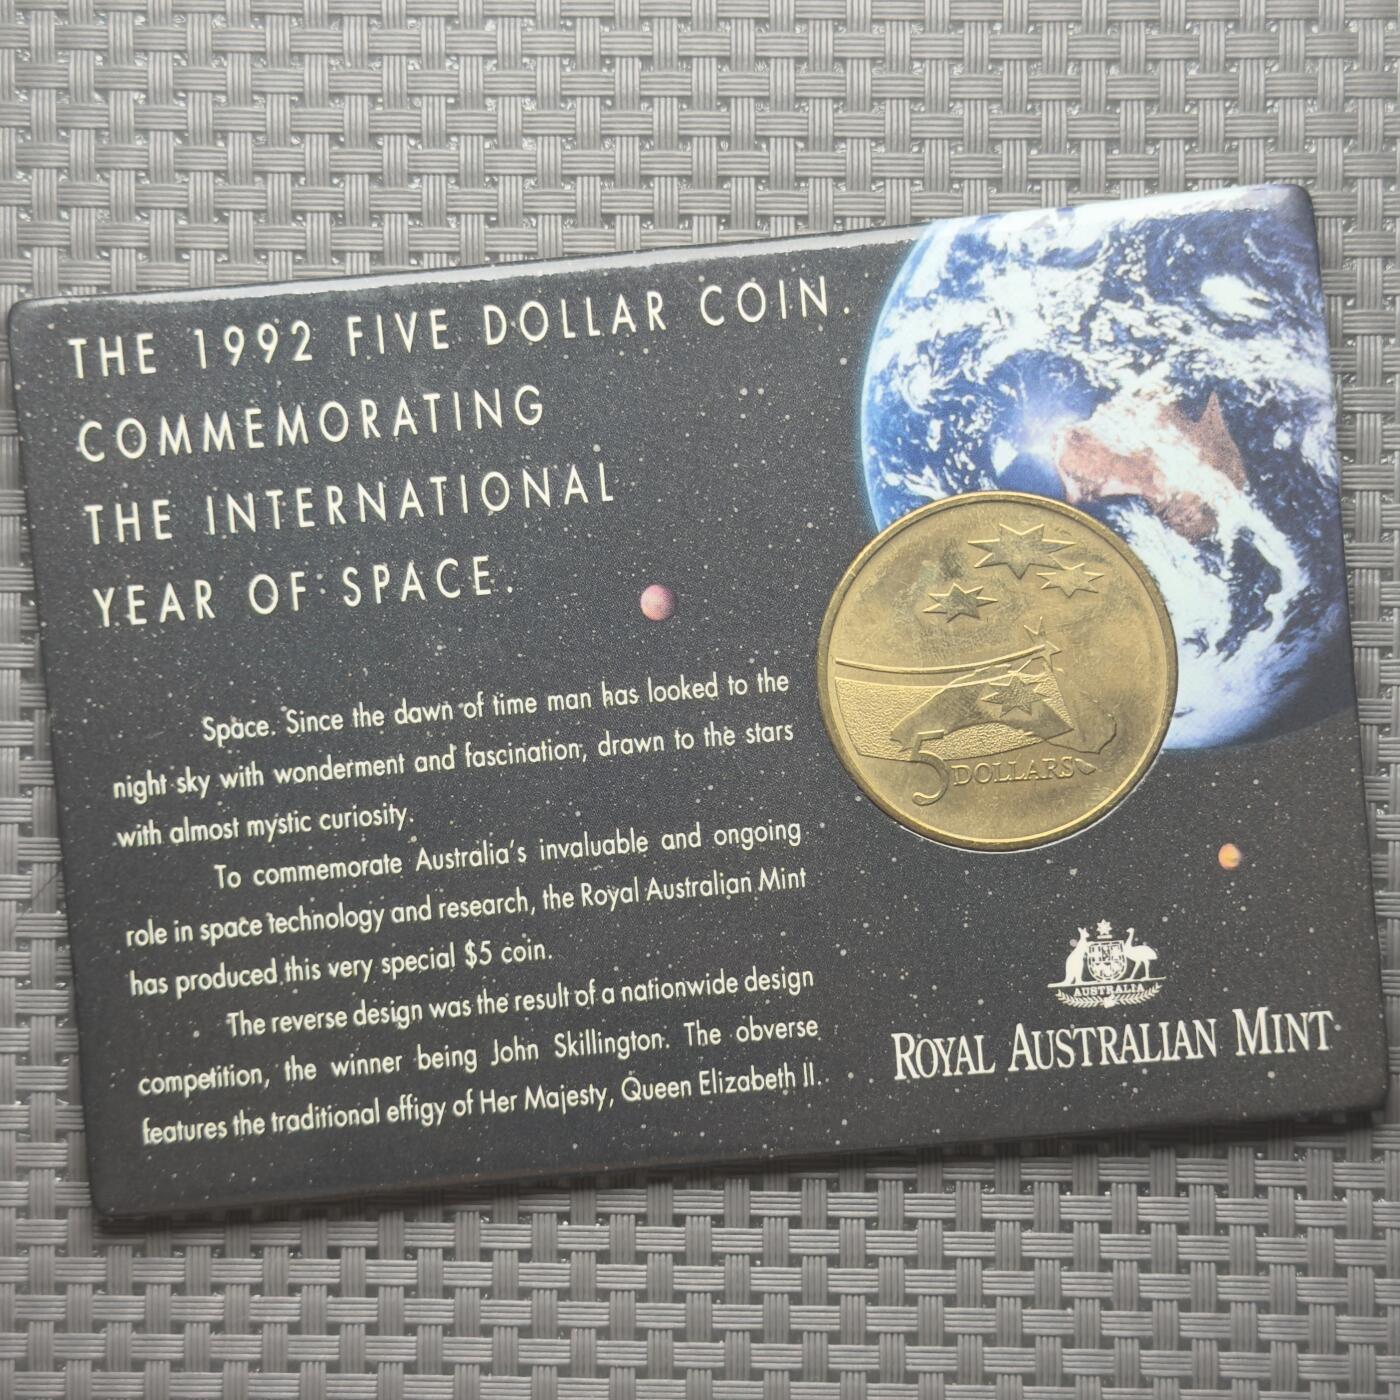 THE 1992 FIVE DOLLAR COIN.
COMMEMORATING
THE INTERNATIONAL
YEAR OF SPACE.
Space. Since the dawn of time man has looked to the
night sky with wonderment and fascination, drawn to the stars
with almost mystic curiosity.
To commemorate Australia's invaluable and ongoing
role in space technology and research, the Royal Australian Mint
has produced this very special $5 coin.
The reverse design was the result of a nationwide design
competition, the winner being John Skillington. The obverse
features the traditional effigy of Her Majesty, Queen Elizabeth II.
5 DOLLARS
AUSTRALIA
ROYAL AUSTRALIAN MINT